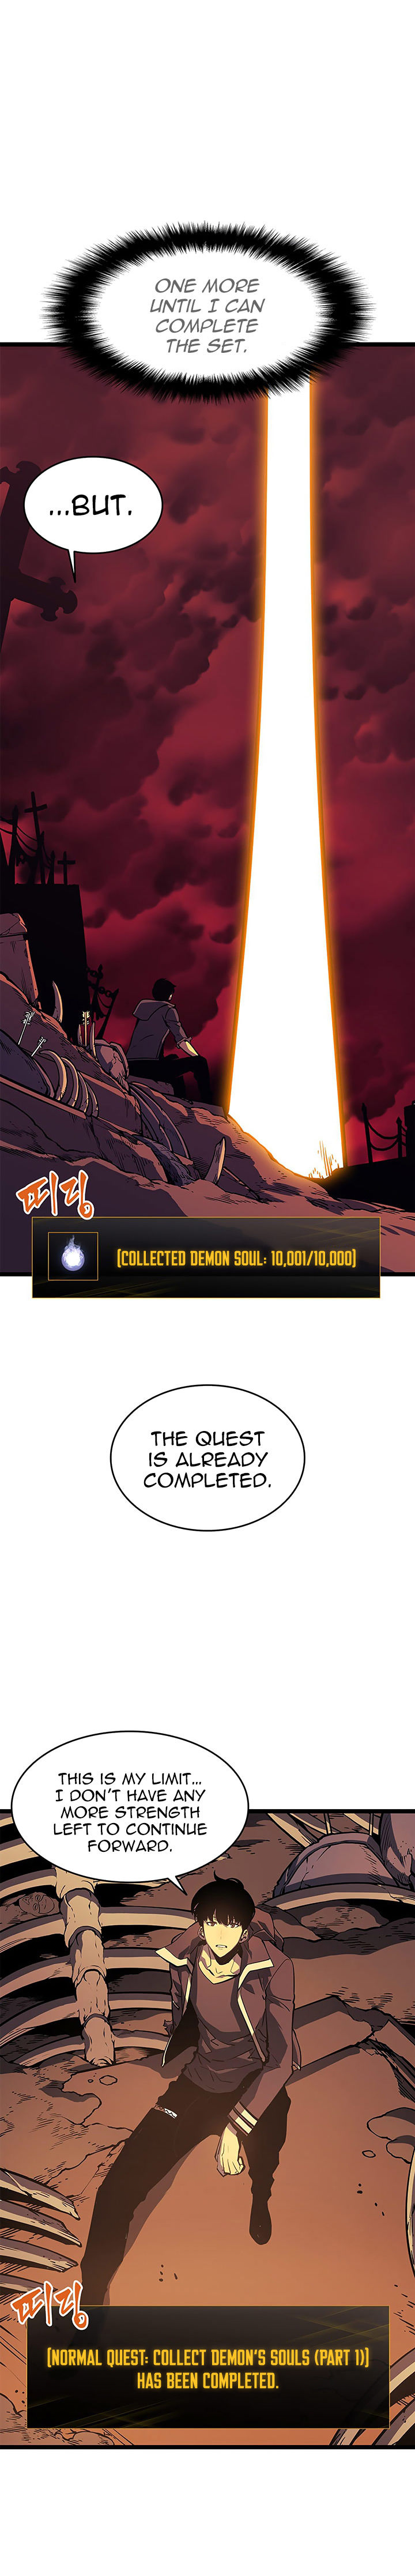 ONE MORE
UNTIL I CAN
COMPLETE
THE SET.
...BUT.
띠링
[COLLECTED DEMON SOUL: 10,001/10,000]
THE QUEST
IS ALREADY
COMPLETED.
THIS IS MY LIMIT...
I DON'T HAVE ANY
MORE STRENGTH
LEFT TO CONTINUE
FORWARD.
띠링
[NORMAL QUEST: COLLECT DEMON'S SOULS (PART 1)]
HAS BEEN COMPLETED.